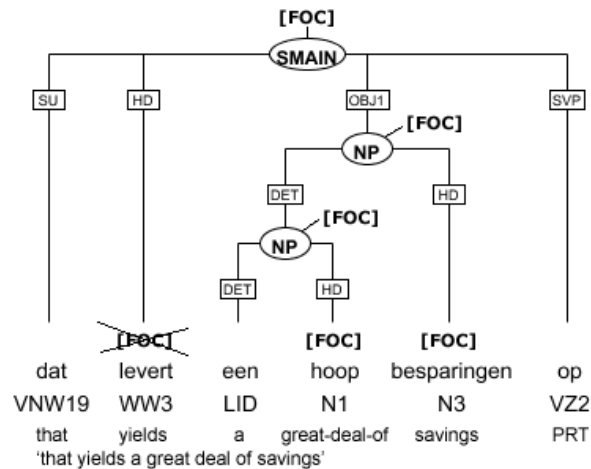 [FOC]
SMAIN
SU HD OBJ1 SVP
[FOC]
NP
DET HD
[FOC]
NP
DET HD
[FOC] [FOC] [FOC]
dat levert een hoop besparingen op
VNW19 WW3 LID N1 N3 VZ2
that yields a great-deal-of savings PRT
‘that yields a great deal of savings’